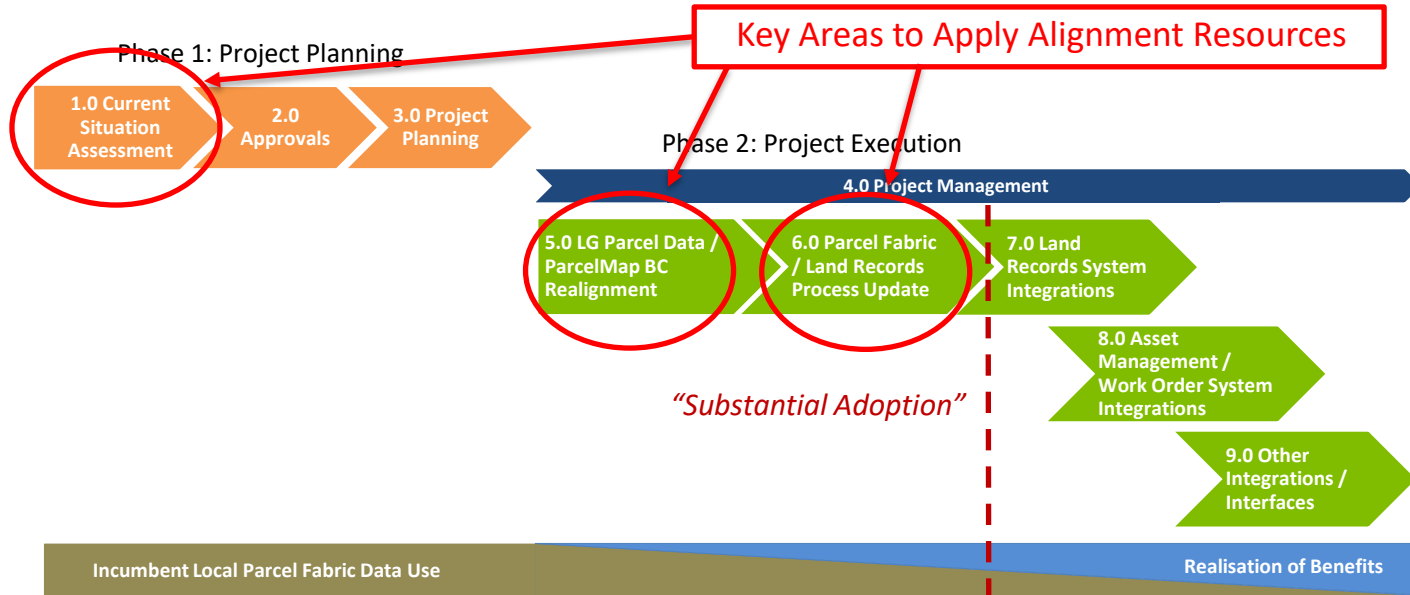 Key Areas to Apply Alignment Resources
Phase 1: Project Planning
1.0 Current
Situation
Assessment
2.0
Approvals
3.0 Project
Planning
Phase 2: Project Execution
4.0 Project Management
5.0 LG Parcel Data /
ParcelMap BC
Realignment
6.0 Parcel Fabric
/ Land Records
Process Update
7.0 Land
Records System
Integrations
8.0 Asset
Management /
Work Order System
Integrations
“Substantial Adoption”
9.0 Other
Integrations /
Interfaces
Incumbent Local Parcel Fabric Data Use
Realisation of Benefits